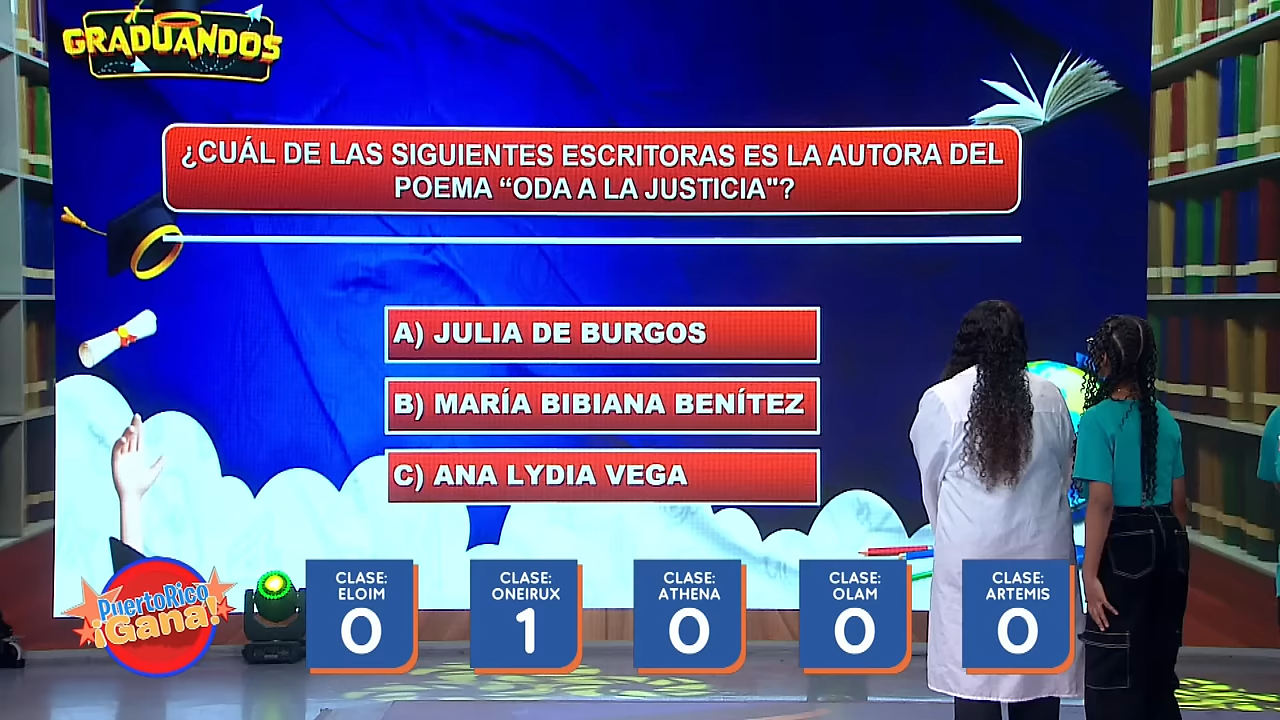 GRADUANDOS
¿CUÁL DE LAS SIGUIENTES ESCRITORAS ES LA AUTORA DEL
POEMA “ODA A LA JUSTICIA"?
A) JULIA DE BURGOS
B) MARÍA BIBIANA BENÍTEZ
C) ANA LYDIA VEGA
PuertoRico
¡Gana!
CLASE:
ELOIM
0
CLASE:
ONEIRUX
1
CLASE:
ATHENA
0
CLASE:
OLAM
0
CLASE:
ARTEMIS
0